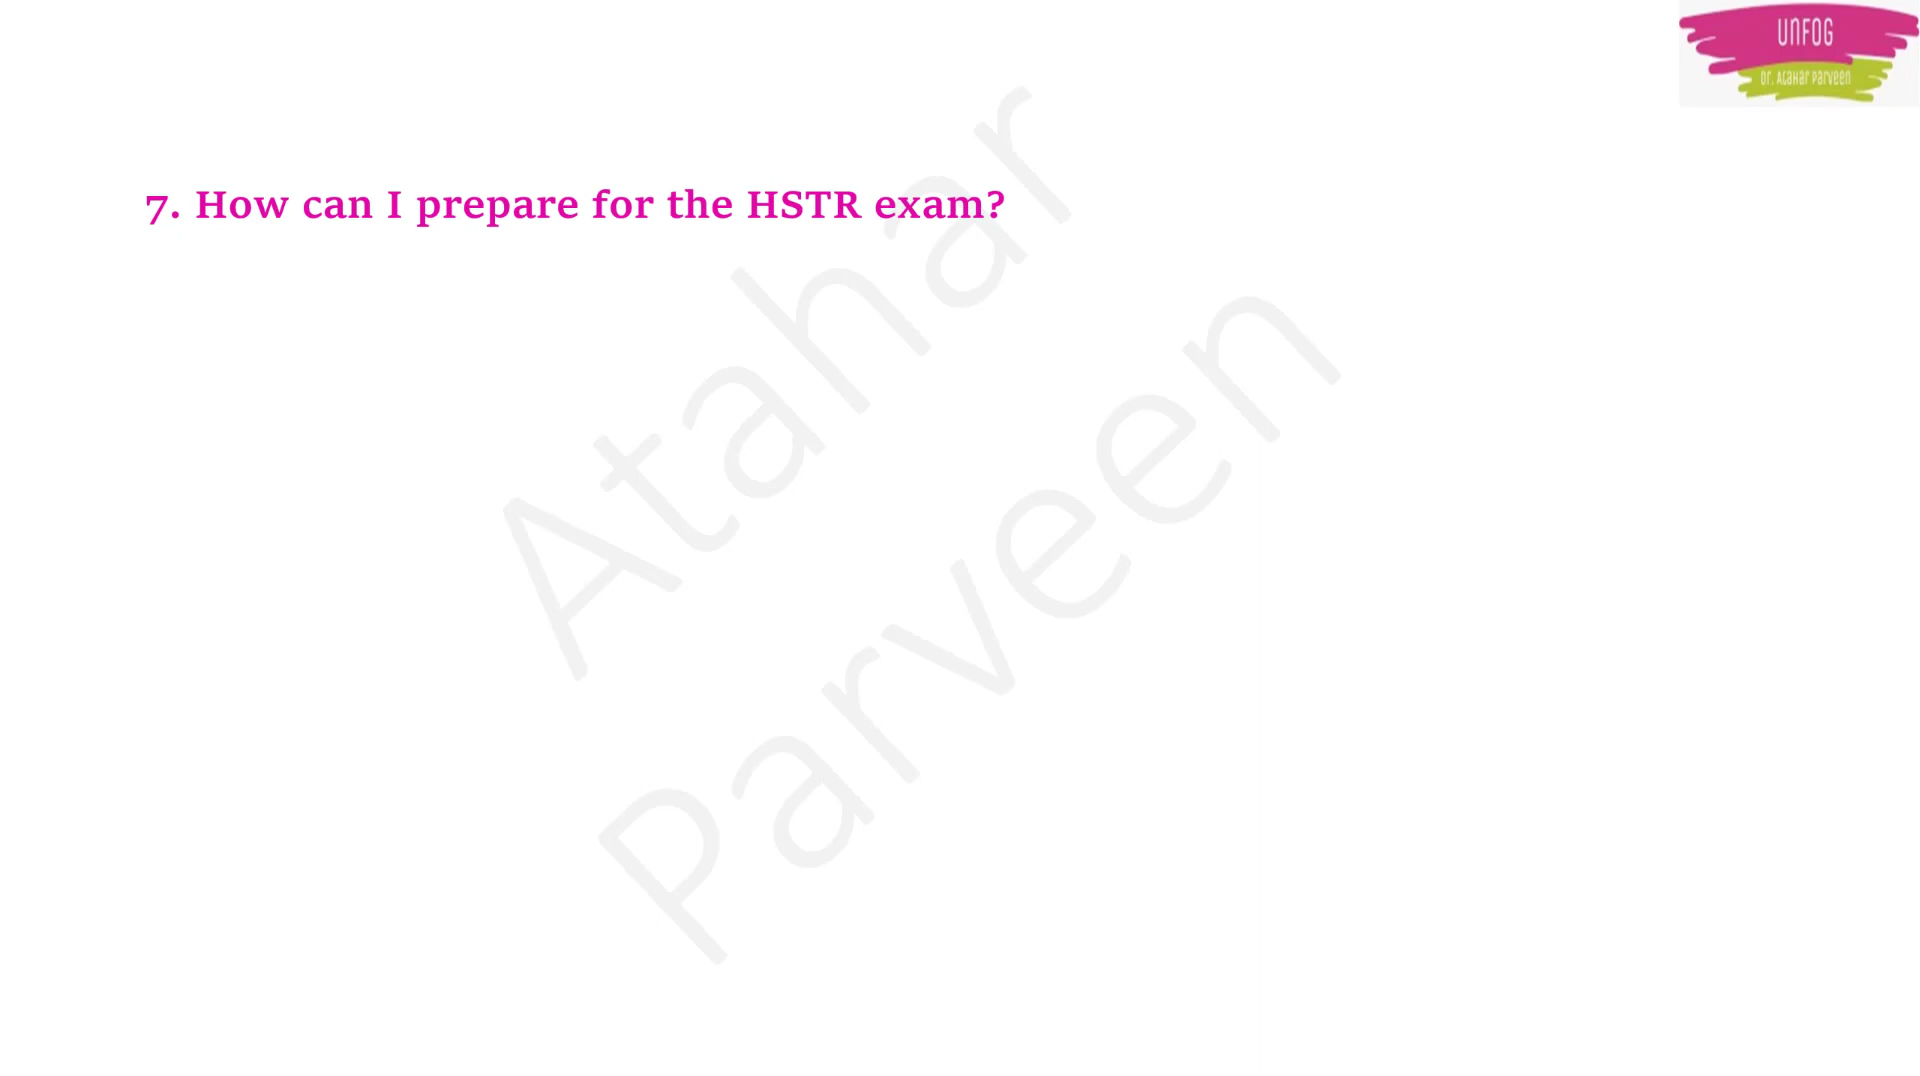 UNFOG
Dr. Atahar Parveen
7. How can I prepare for the HSTR exam?
Atahar
Parveen